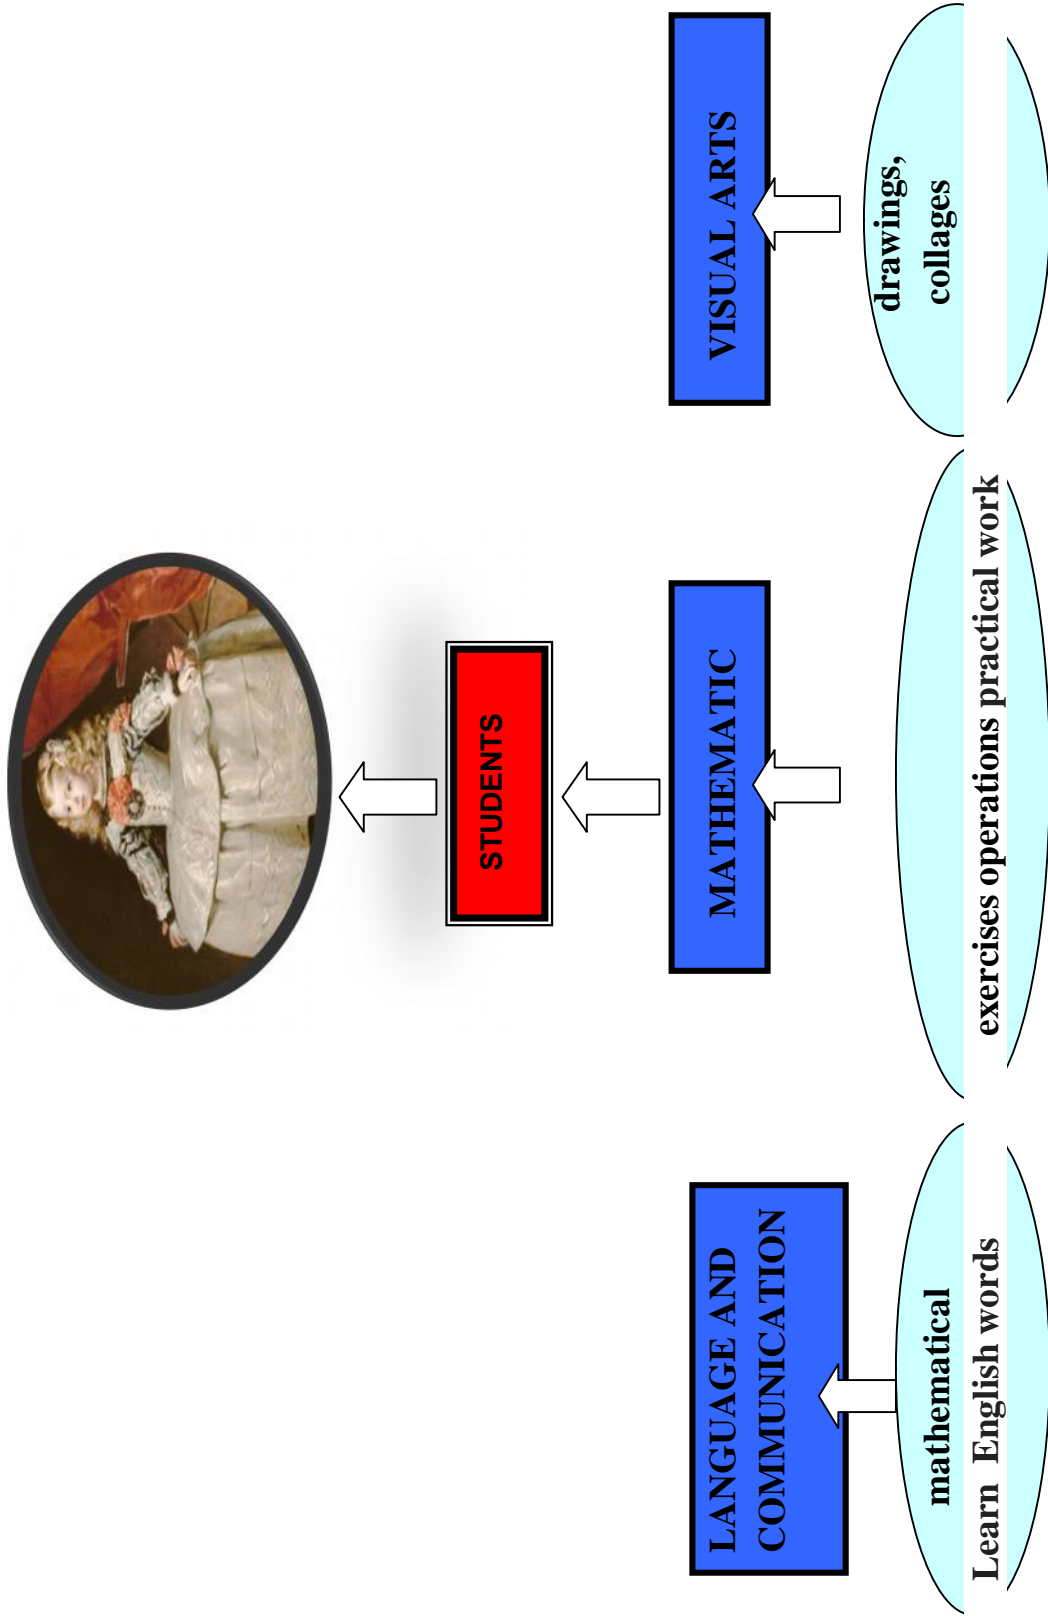 STUDENTS
LANGUAGE AND
COMMUNICATION
MATHEMATIC
VISUAL ARTS
mathematical
Learn English words
exercises operations practical work
drawings,
collages